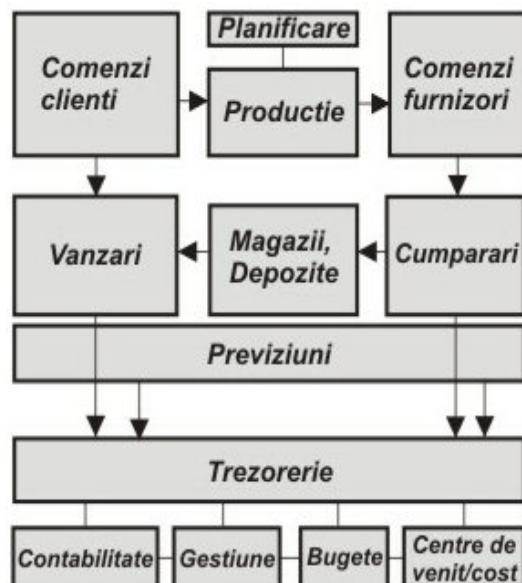 Planificare
Comenzi
clienti
Productie
Comenzi
furnizori
Vanzari
Magazii,
Depozite
Cumparari
Previziuni
Trezorerie
Contabilitate
Gestiune
Bugete
Centre de
venit/cost